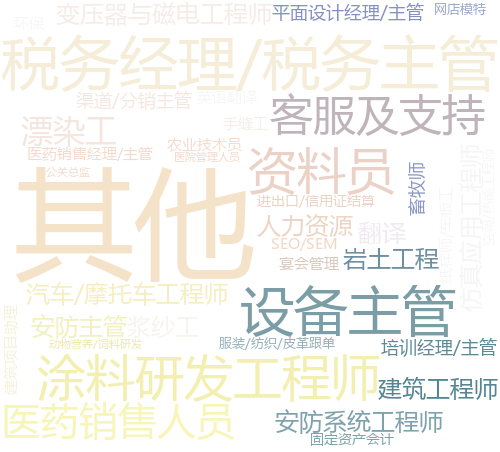 环保
变压器与磁电工程师
平面设计经理/主管
网店模特
税务经理/税务主管
渠道/分销主管
英语翻译
客服及支持
漂染工
手缝工
农业技术员
医药销售经理/主管
医院管理人员
资料员
公关总监
畜牧师
仿真应用工程师
其他
进出口/信用证结算
人力资源
翻译
SEO/SEM
岩土工程
宴会管理
汽车/摩托车工程师
设备主管
安防主管
浆纱工
建筑项目助理
动物营养/饲料研发
服装/纺织/皮革跟单
培训经理/主管
涂料研发工程师
建筑工程师
医药销售人员
安防系统工程师
固定资产会计